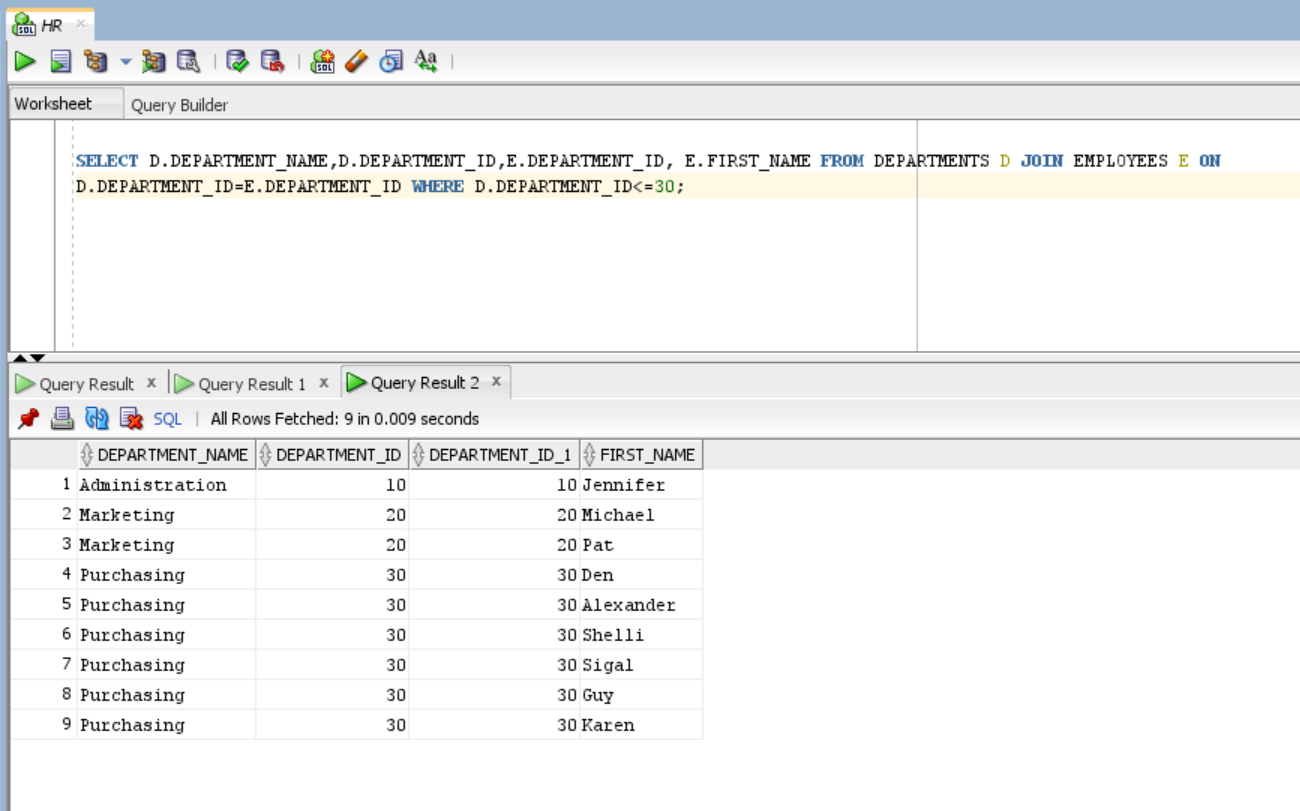 HR
Worksheet Query Builder
SELECT D.DEPARTMENT_NAME,D.DEPARTMENT_ID,E.DEPARTMENT_ID, E.FIRST_NAME FROM DEPARTMENTS D JOIN EMPLOYEES E ON
D.DEPARTMENT_ID=E.DEPARTMENT_ID WHERE D.DEPARTMENT_ID<=30;
Query Result x Query Result 1 x Query Result 2 x
SQL | All Rows Fetched: 9 in 0.009 seconds
DEPARTMENT_NAME DEPARTMENT_ID DEPARTMENT_ID_1 FIRST_NAME
1 Administration 10 10 Jennifer
2 Marketing 20 20 Michael
3 Marketing 20 20 Pat
4 Purchasing 30 30 Den
5 Purchasing 30 30 Alexander
6 Purchasing 30 30 Shelli
7 Purchasing 30 30 Sigal
8 Purchasing 30 30 Guy
9 Purchasing 30 30 Karen